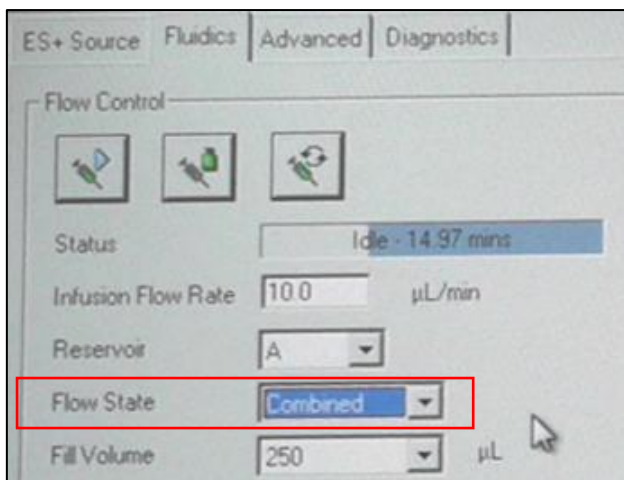 ES+ Source Fluidics Advanced Diagnostics
Flow Control
Status Idle - 14.97 mins
Infusion Flow Rate 10.0 µL/min
Reservoir A
Flow State Combined
Fill Volume 250 µL